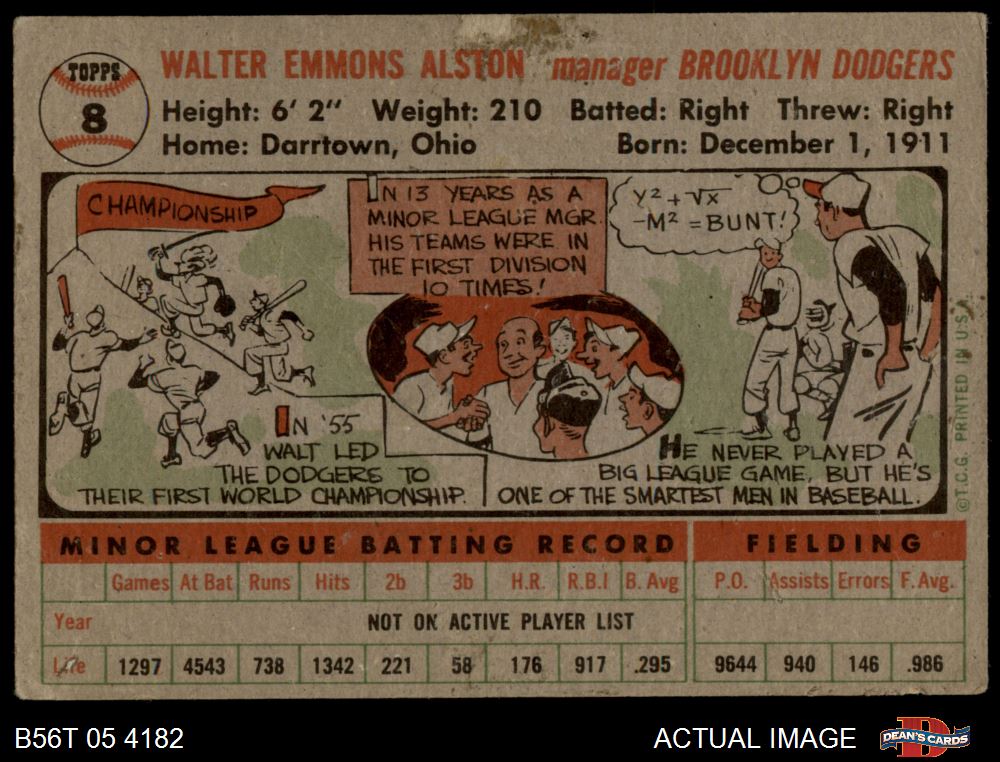 TOPPS
8
WALTER EMMONS ALSTON manager BROOKLYN DODGERS
Height: 6' 2" Weight: 210 Batted: Right Threw: Right
Home: Darrtown, Ohio Born: December 1, 1911
CHAMPIONSHIP
IN 13 YEARS AS A
MINOR LEAGUE MGR.
HIS TEAMS WERE IN
THE FIRST DIVISION
10 TIMES!
Y² + √X
-M² = BUNT!
IN '55
WALT LED
THE DODGERS TO
THEIR FIRST WORLD CHAMPIONSHIP.
HE NEVER PLAYED A
BIG LEAGUE GAME, BUT HE'S
ONE OF THE SMARTEST MEN IN BASEBALL.
©T.C.G. PRINTED IN U.S.A.
MINOR LEAGUE BATTING RECORD FIELDING
Games At Bat Runs Hits 2b 3b H.R. R.B.I B. Avg P.O. Assists Errors F. Avg.
Year NOT ON ACTIVE PLAYER LIST
Life 1297 4543 738 1342 221 58 176 917 .295 9644 940 146 .986
B56T 05 4182 ACTUAL IMAGE
DEAN'S CARDS